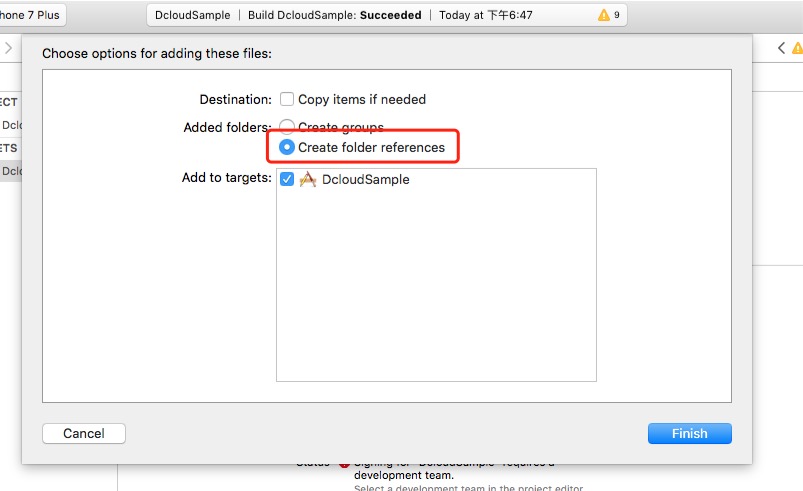 hone 7 Plus
DcloudSample | Build DcloudSample: Succeeded | Today at 下午6:47
9
Choose options for adding these files:
ECT
Dclo
ETS
Dclo
Destination: Copy items if needed
Added folders: Create groups
Create folder references
Add to targets: DcloudSample
Cancel
Finish
Status Signing for "DcloudSample" requires a
development team.
Select a development team in the project editor